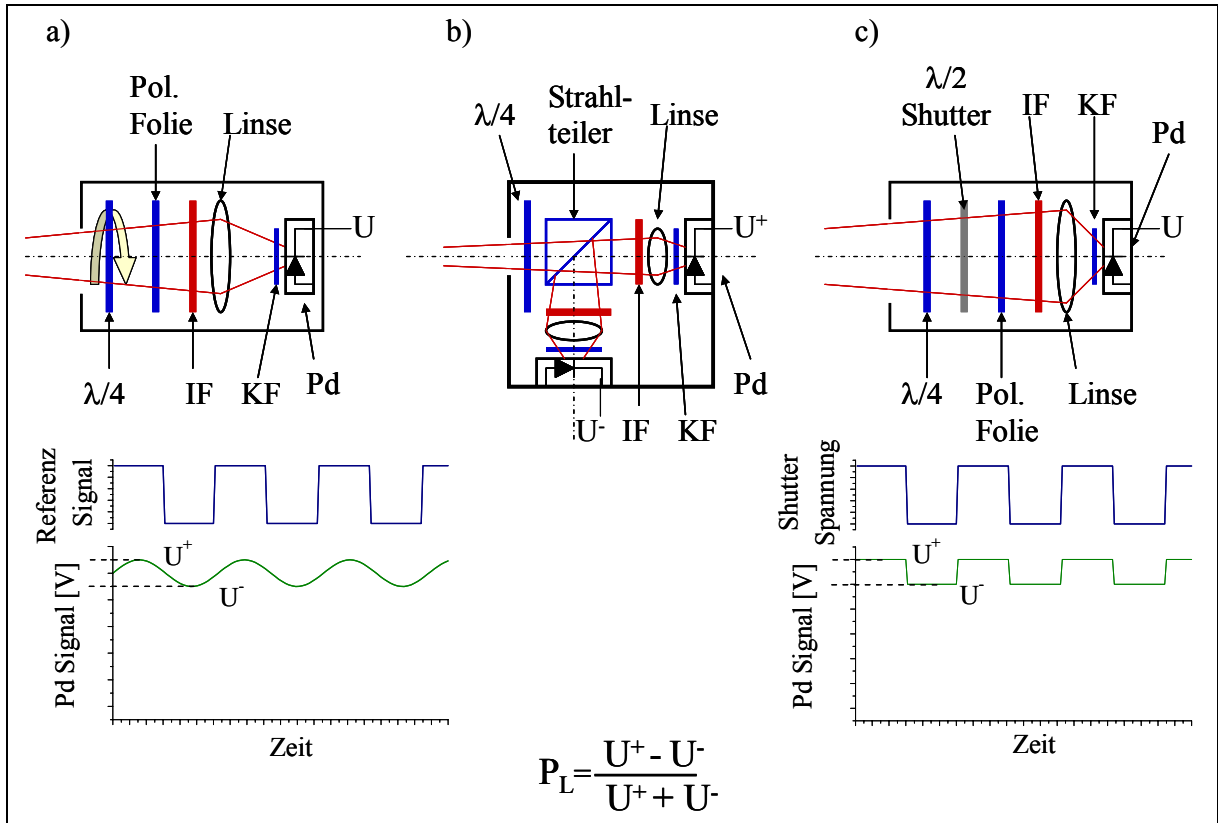 a)
Pol.
Folie
Linse
U
λ/4
IF
KF
Pd
b)
λ/4
Strahl-
teiler
Linse
U⁺
Pd
U⁻
IF
KF
c)
λ/2
Shutter
IF
KF
Pd
U
λ/4
Pol.
Folie
Linse
Referenz
Signal
U⁺
U⁻
Pd Signal [V]
Zeit
Shutter
Spannung
U⁺
U⁻
Pd Signal [V]
Zeit
P_L = (U⁺ - U⁻) / (U⁺ + U⁻)